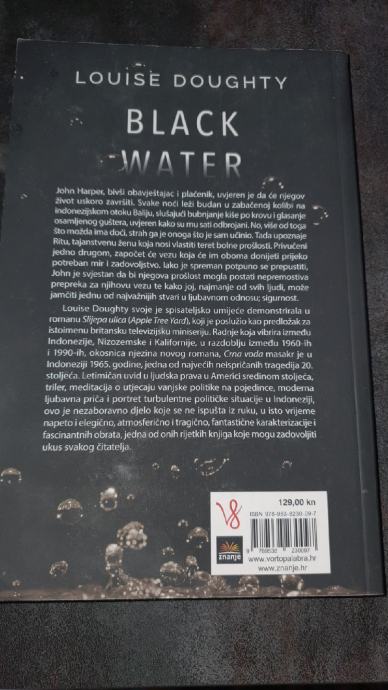 LOUISE DOUGHTY
BLACK
WATER
John Harper, bivši obavještajac i plaćenik, uvjeren je da će njegov
život uskoro završiti. Svake noći leži budan u zabačenoj kolibi na
indonezijskom otoku Baliju, slušajući bubnjanje kiše po krovu i glasanje
osamljenog guštera, uvjeren kako su mu sati odbrojani. No, više od toga
što možda ima doći, strah ga je onoga što je sam učinio. Tada upoznaje
Ritu, tajanstvenu ženu koja nosi vlastiti teret bolne prošlosti. Privučeni
jedno drugom, započet će vezu koja će im oboma donijeti prijeko
potreban mir i zadovoljstvo. Iako je spreman potpuno se prepustiti,
John je svjestan da bi njegova prošlost mogla postati nepremostiva
prepreka za njihovu vezu te kako joj, najmanje od svih ljudi, može
jamčiti jednu od najvažnijih stvari u ljubavnom odnosu; sigurnost.
Louise Doughty svoje je spisateljsko umijeće demonstrirala u
romanu Slijepa ulica (Apple Tree Yard), koji je poslužio kao predložak za
istoimenu britansku televizijsku miniseriju. Radnje koja vibrira između
Indonezije, Nizozemske i Kalifornije, u razdoblju između 1960-ih
i 1990-ih, okosnica njezina novog romana, Crna voda masakr je u
Indoneziji 1965. godine, jedna od najvećih neispričanih tragedija 20.
stoljeća. Letimičan uvid u ljudska prava u Americi sredinom stoljeća,
triler, meditacija o utjecaju vanjske politike na pojedince, moderna
ljubavna priča i portret turbulentne političke situacije u Indoneziji,
ovo je nezaboravno djelo koje se ne ispušta iz ruku, u isto vrijeme
napeto i elegično, atmosferično i tragično, fantastične karakterizacije i
fascinantnih obrata, jedna od onih rijetkih knjiga koje mogu zadovoljiti
ukus svakog čitatelja.
129,00 kn
ISBN 978-953-8230-09-7
9 789538 230097
znanje
www.vortopalabra.hr
www.znanje.hr